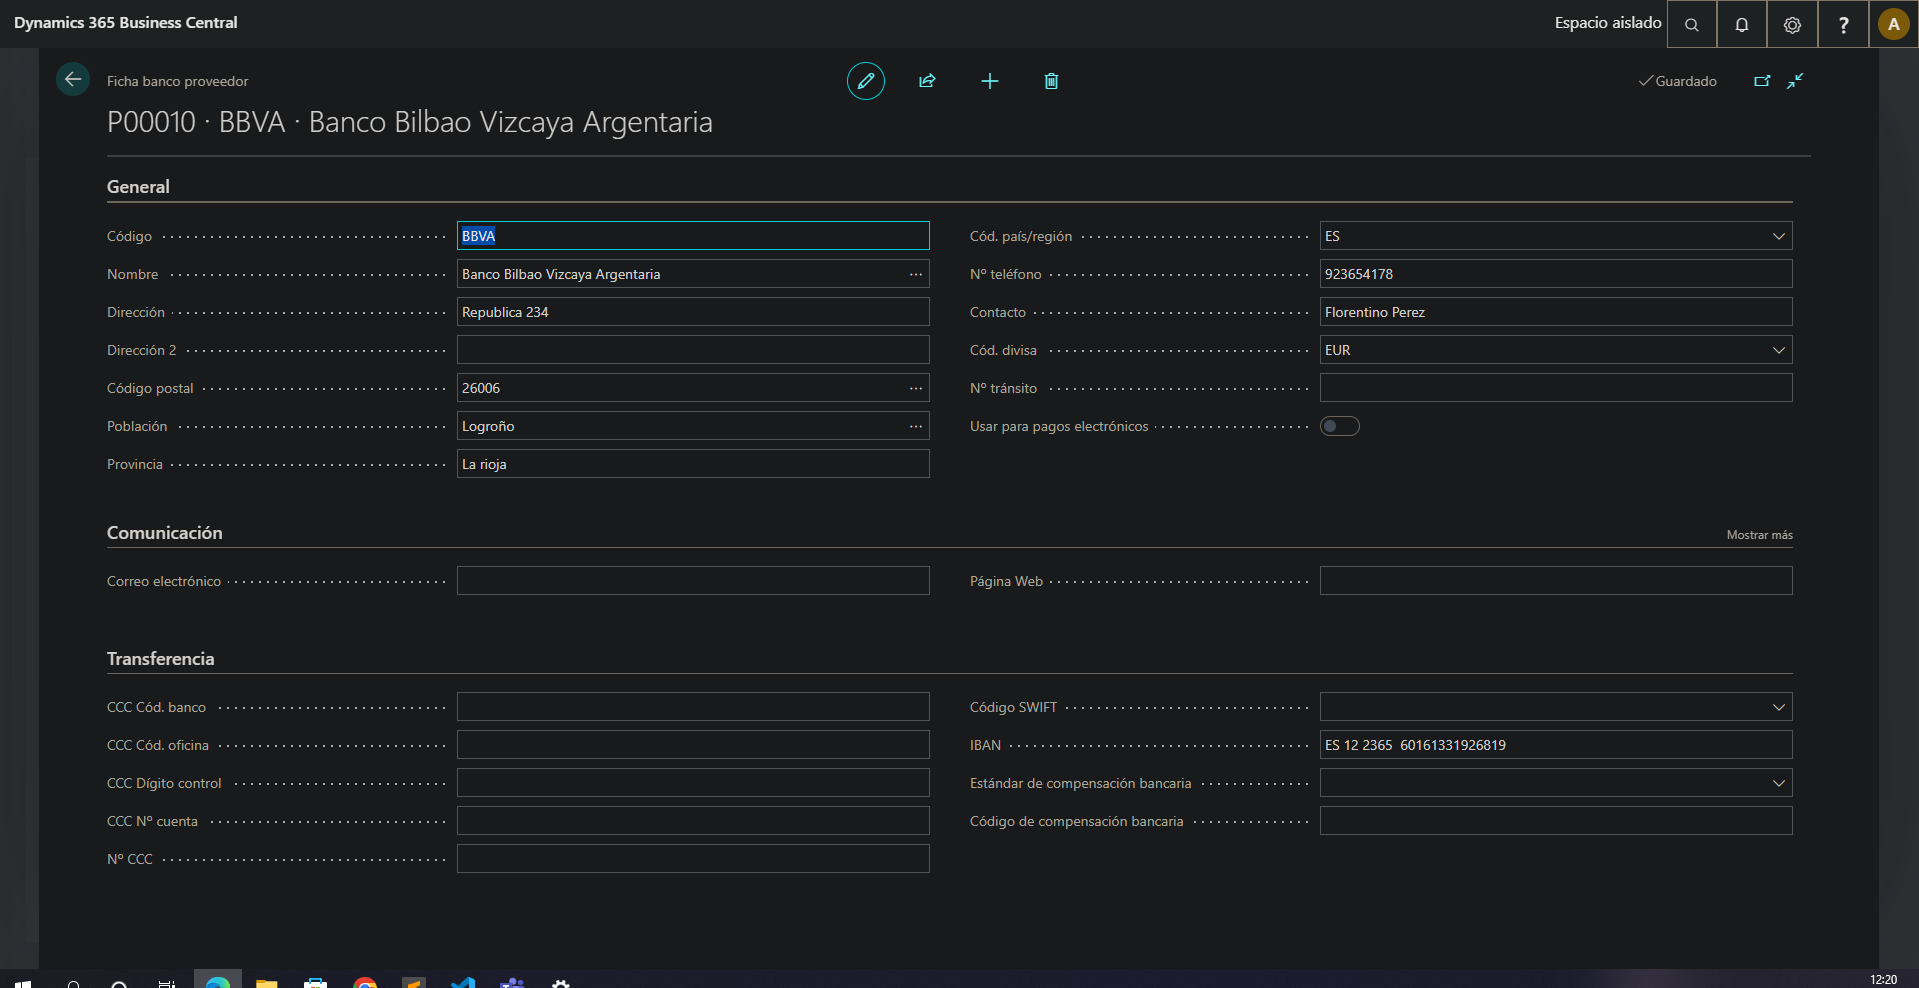 Dynamics 365 Business Central
Espacio aislado
?
A
Ficha banco proveedor
Guardado
P00010 · BBVA · Banco Bilbao Vizcaya Argentaria
General
Código
BBVA
Nombre
Banco Bilbao Vizcaya Argentaria
Dirección
Republica 234
Dirección 2
Código postal
26006
Población
Logroño
Provincia
La rioja
Cód. país/región
ES
Nº teléfono
923654178
Contacto
Florentino Perez
Cód. divisa
EUR
Nº tránsito
Usar para pagos electrónicos
Comunicación
Mostrar más
Correo electrónico
Página Web
Transferencia
CCC Cód. banco
CCC Cód. oficina
CCC Dígito control
CCC Nº cuenta
Nº CCC
Código SWIFT
IBAN
ES 12 2365  60161331926819
Estándar de compensación bancaria
Código de compensación bancaria
12:20